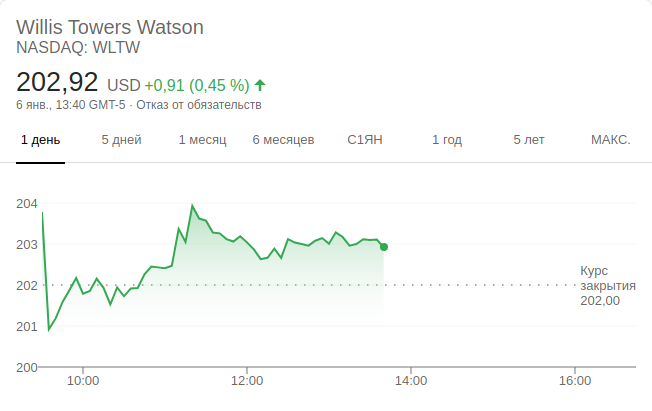 Willis Towers Watson
NASDAQ: WLTW
202,92 USD +0,91 (0,45 %)
6 янв., 13:40 GMT-5 · Отказ от обязательств
1 день 5 дней 1 месяц 6 месяцев С1ЯН 1 год 5 лет МАКС.
204
203
202
201
200
Курс
закрытия
202,00
10:00 12:00 14:00 16:00